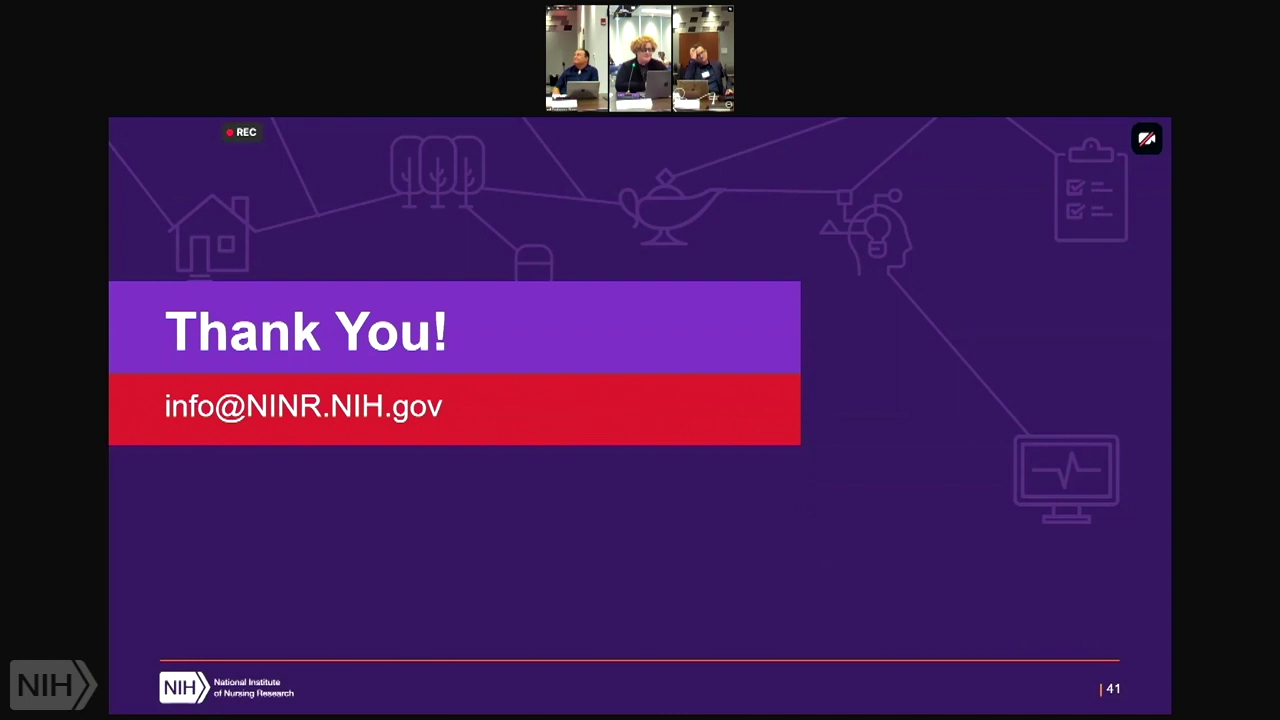 REC
Thank You!
info@NINR.NIH.gov
NIH
National Institute
of Nursing Research
| 41
NIH